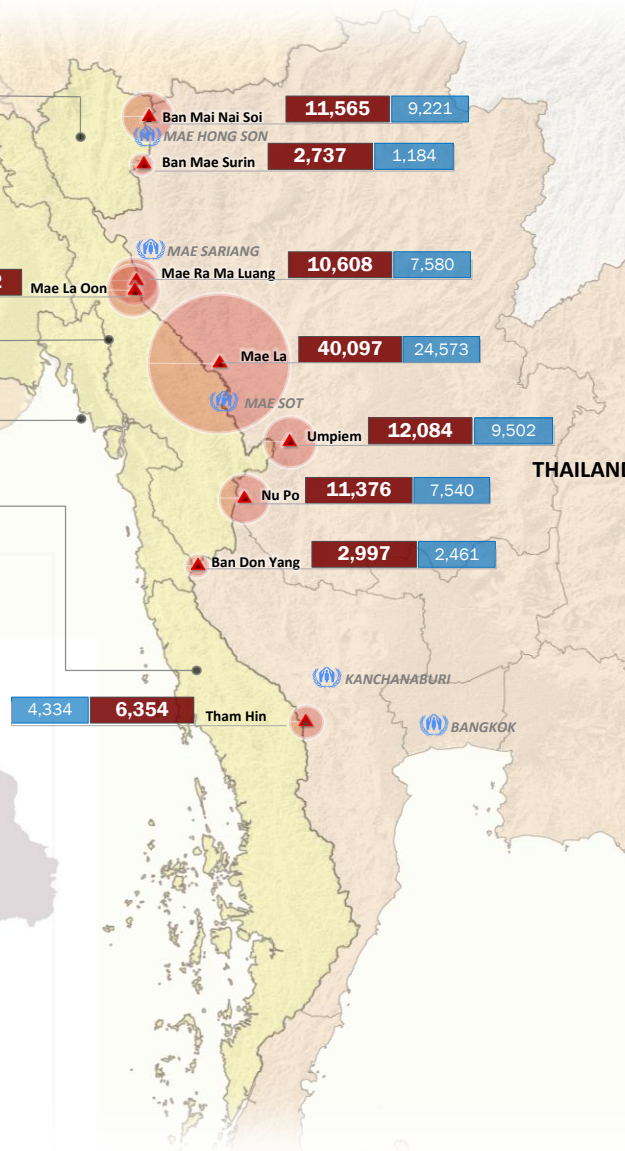 Ban Mai Nai Soi 11,565 9,221
MAE HONG SON
Ban Mae Surin 2,737 1,184
MAE SARIANG
Mae Ra Ma Luang 10,608 7,580
2 Mae La Oon
Mae La 40,097 24,573
MAE SOT
Umpiem 12,084 9,502
THAILAN
Nu Po 11,376 7,540
Ban Don Yang 2,997 2,461
KANCHANABURI
4,334 6,354 Tham Hin
BANGKOK